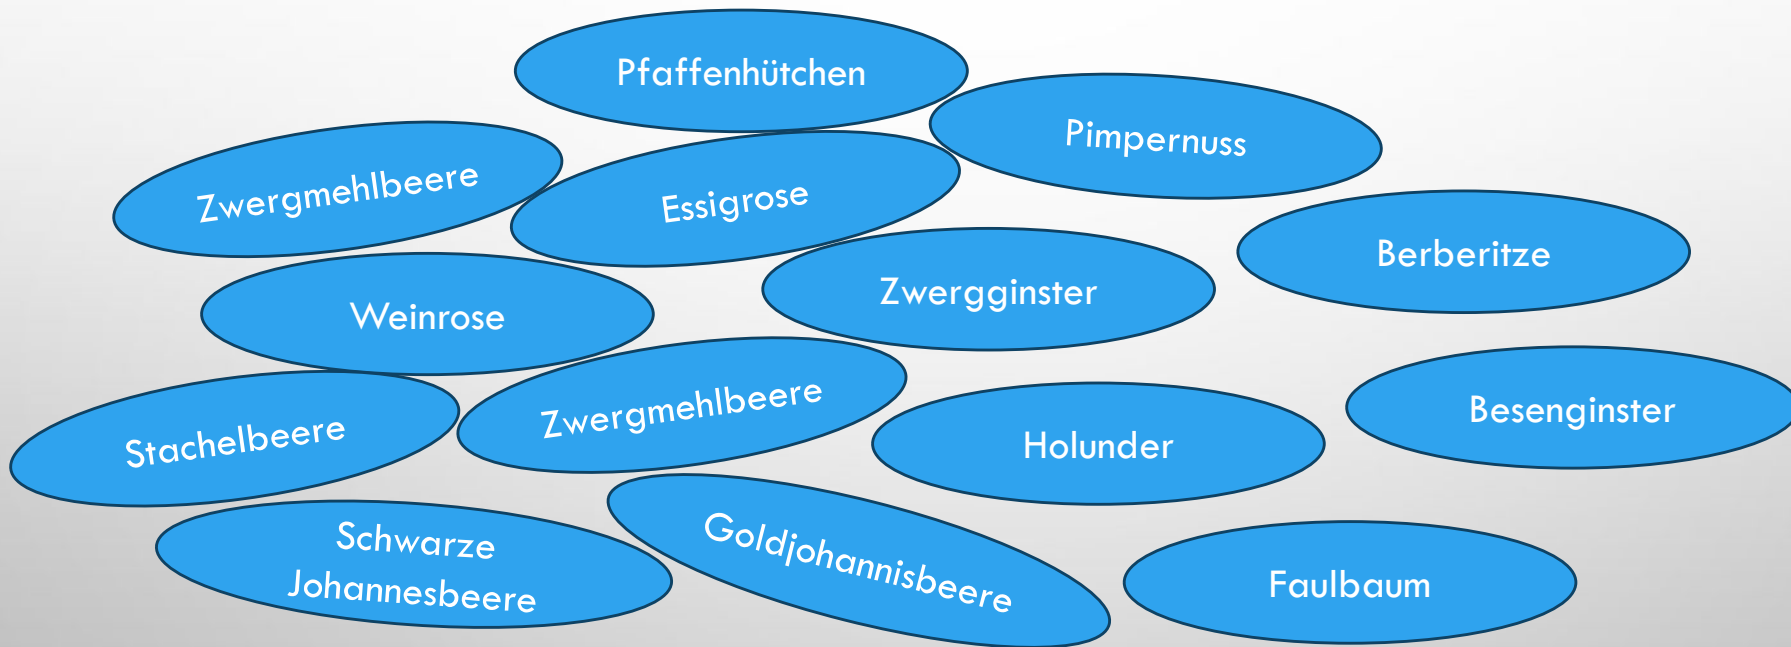 Pfaffenhütchen
Pimpernuss
Zwergmehlbeere
Essigrose
Berberitze
Zwergginster
Weinrose
Zwergmehlbeere
Besenginster
Stachelbeere
Holunder
Schwarze
Johannesbeere
Goldjohannisbeere
Faulbaum